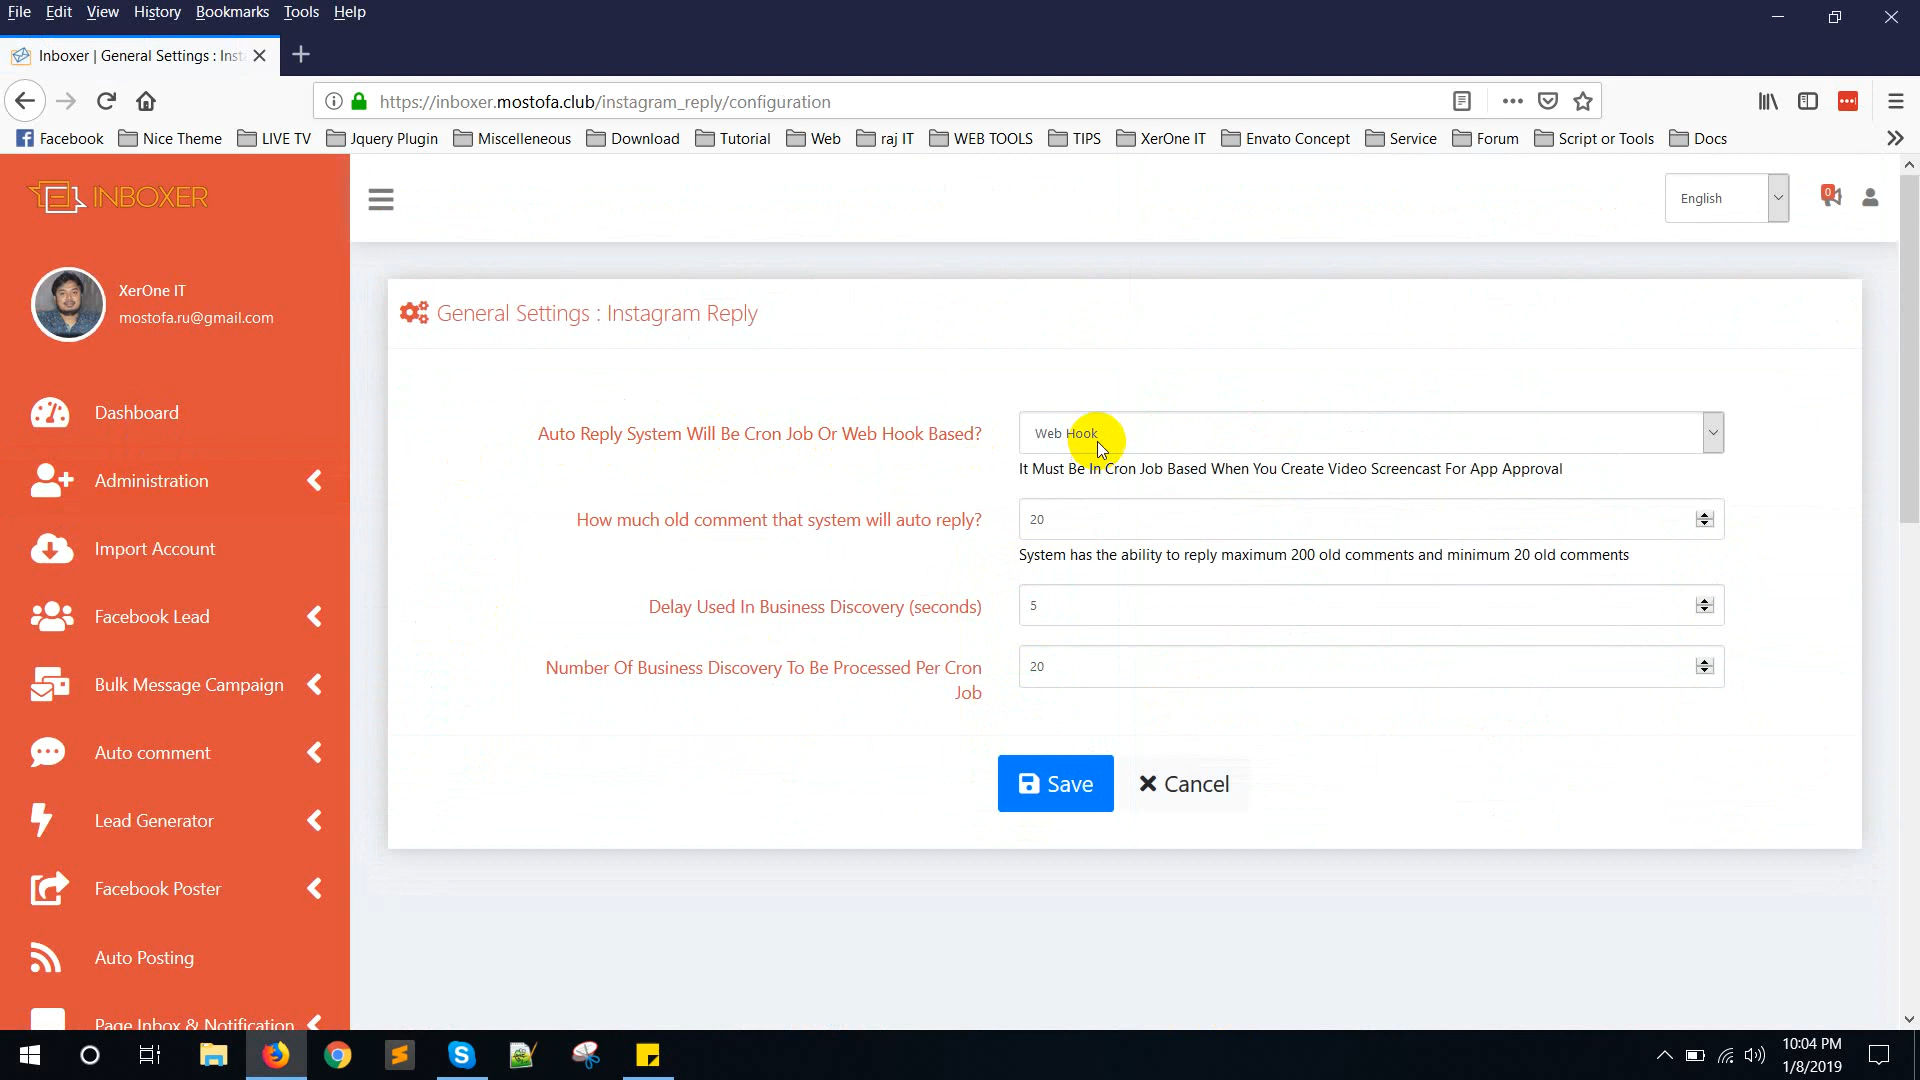 File Edit View History Bookmarks Tools Help
Inboxer | General Settings : Inst
https://inboxer.mostofa.club/instagram_reply/configuration
Facebook Nice Theme LIVE TV Jquery Plugin Miscelleneous Download Tutorial Web raj IT WEB TOOLS TIPS XerOne IT Envato Concept Service Forum Script or Tools Docs
INBOXER
English
0
XerOne IT
mostofa.ru@gmail.com
General Settings : Instagram Reply
Dashboard
Administration
Import Account
Facebook Lead
Bulk Message Campaign
Auto comment
Lead Generator
Facebook Poster
Auto Posting
Page Inbox & Notification
Auto Reply System Will Be Cron Job Or Web Hook Based?
Web Hook
It Must Be In Cron Job Based When You Create Video Screencast For App Approval
How much old comment that system will auto reply?
20
System has the ability to reply maximum 200 old comments and minimum 20 old comments
Delay Used In Business Discovery (seconds)
5
Number Of Business Discovery To Be Processed Per Cron
Job
20
Save
Cancel
10:04 PM
1/8/2019